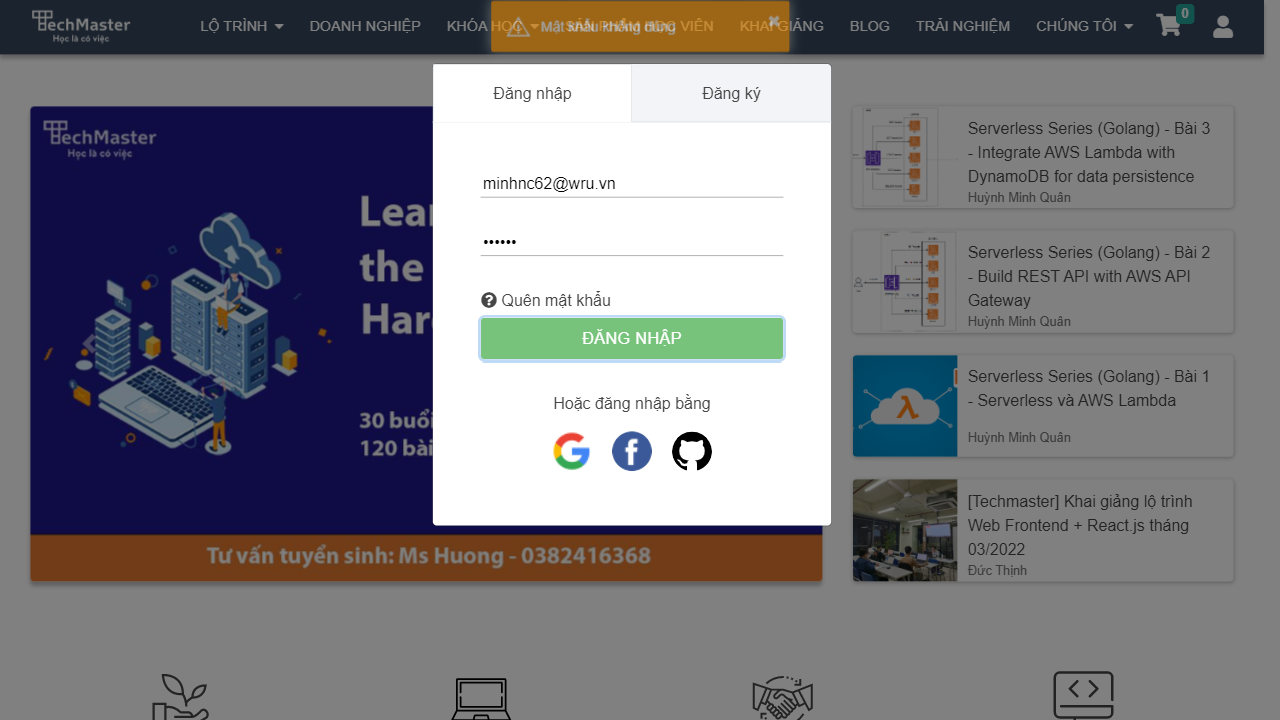 TechMaster
Học là có việc
LỘ TRÌNH
DOANH NGHIỆP
KHÓA HỌC
SẢN PHẨM HỌC VIÊN
KHAI GIẢNG
BLOG
TRẢI NGHIỆM
CHÚNG TÔI
0
Mật khẩu không đúng
Đăng nhập
Đăng ký
minhnc62@wru.vn
••••••
Quên mật khẩu
ĐĂNG NHẬP
Hoặc đăng nhập bằng
TechMaster
Học là có việc
the
30
120
Tư vấn tuyển sinh: Ms Huong - 0382416368
Serverless Series (Golang) - Bài 3
- Integrate AWS Lambda with
DynamoDB for data persistence
Huỳnh Minh Quân
Serverless Series (Golang) - Bài 2
- Build REST API with AWS API
Gateway
Huỳnh Minh Quân
Serverless Series (Golang) - Bài 1
- Serverless và AWS Lambda
Huỳnh Minh Quân
[Techmaster] Khai giảng lộ trình
Web Frontend + React.js tháng
03/2022
Đức Thịnh